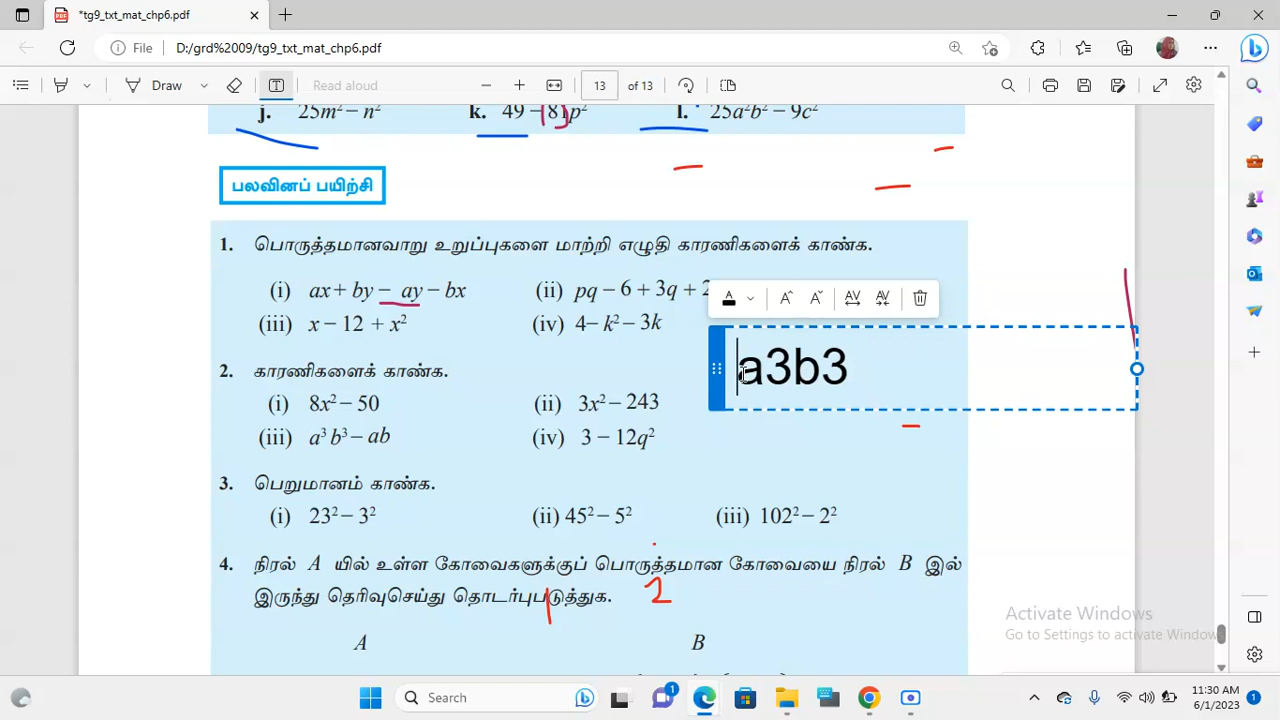 *tg9_txt_mat_chp6.pdf
File D:/grd%2009/tg9_txt_mat_chp6.pdf
Draw Read aloud 13 of 13
j. 25m² − n² k. 49 − 81p² l. 25a²b² − 9c²
பலவினப் பயிற்சி
1. பொருத்தமானவாறு உறுப்புகளை மாற்றி எழுதி காரணிகளைக் காண்க.
(i) ax + by − ay − bx (ii) pq − 6 + 3q + 2
(iii) x − 12 + x² (iv) 4 − k² − 3k
a3b3
2. காரணிகளைக் காண்க.
(i) 8x² − 50 (ii) 3x² − 243
(iii) a³ b³ − ab (iv) 3 − 12q²
3. பெறுமானம் காண்க.
(i) 23² − 3² (ii) 45² − 5² (iii) 102² − 2²
4. நிரல் A யில் உள்ள கோவைகளுக்குப் பொருத்தமான கோவையை நிரல் B இல்
இருந்து தெரிவுசெய்து தொடர்புபடுத்துக. 2
A B
Activate Windows
Go to Settings to activate Windows.
Search 1 11:30 AM
6/1/2023 1